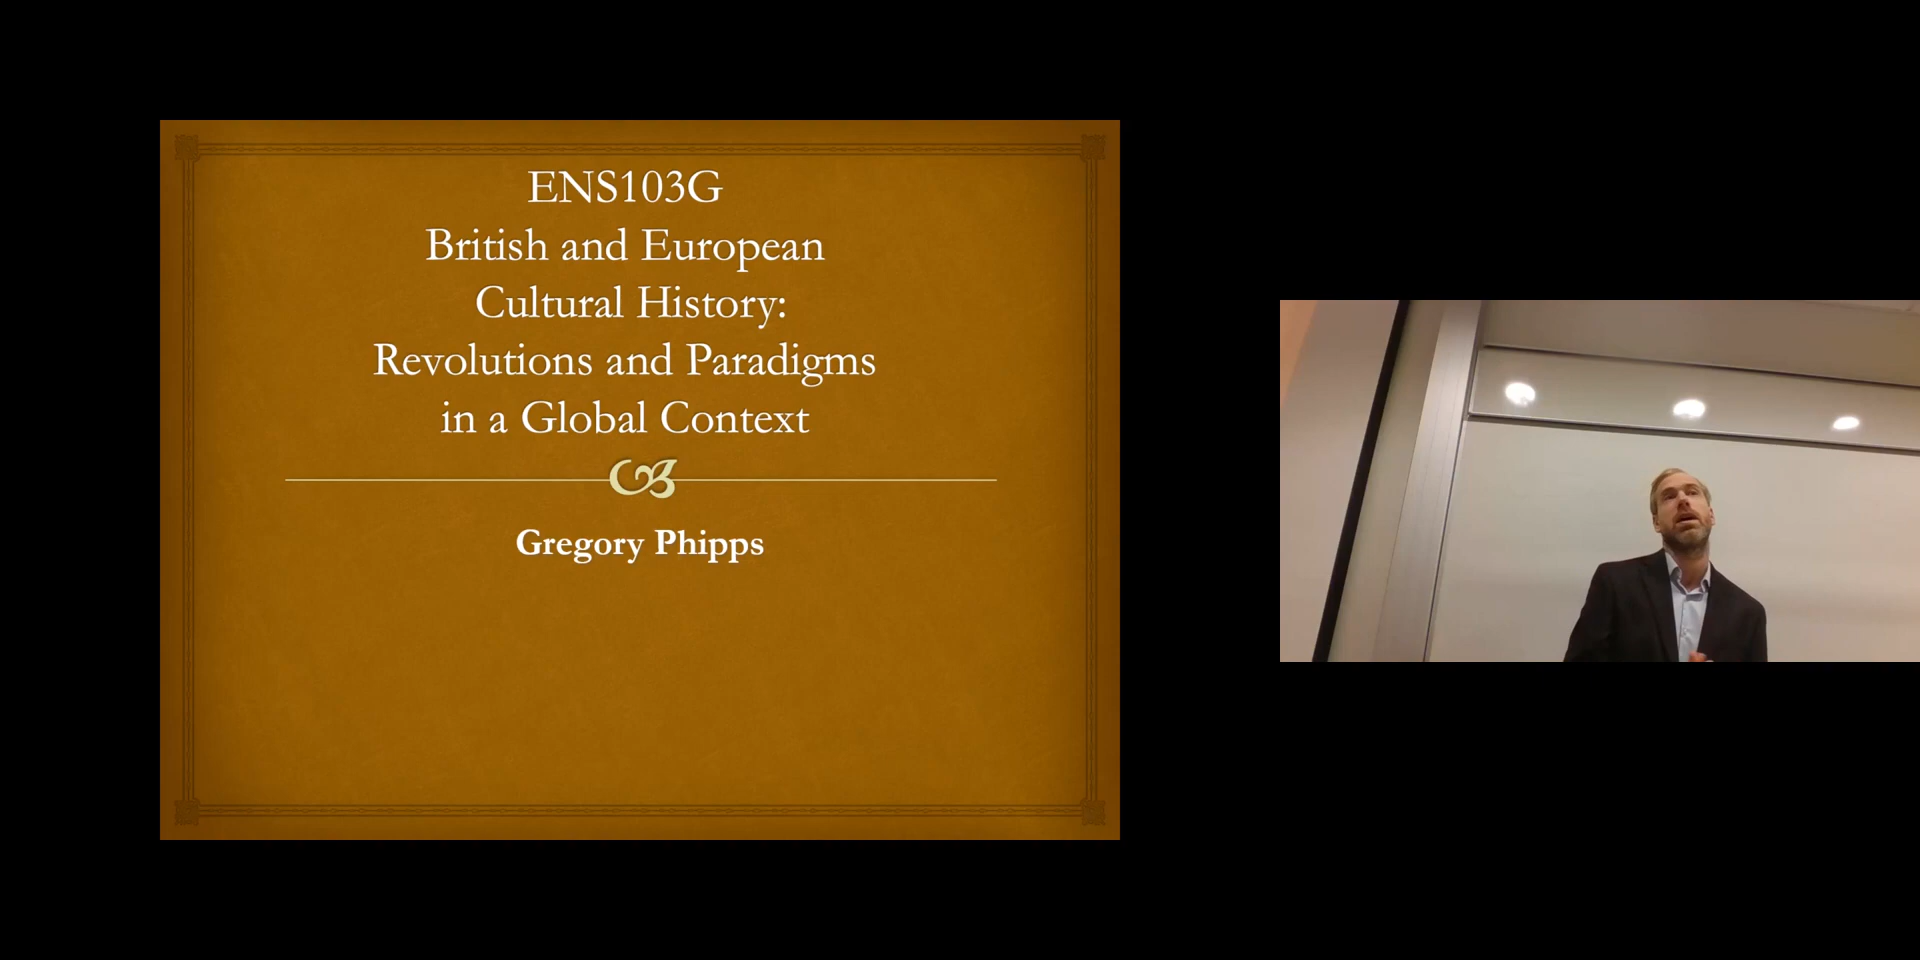 ENS103G
British and European
Cultural History:
Revolutions and Paradigms
in a Global Context
Gregory Phipps